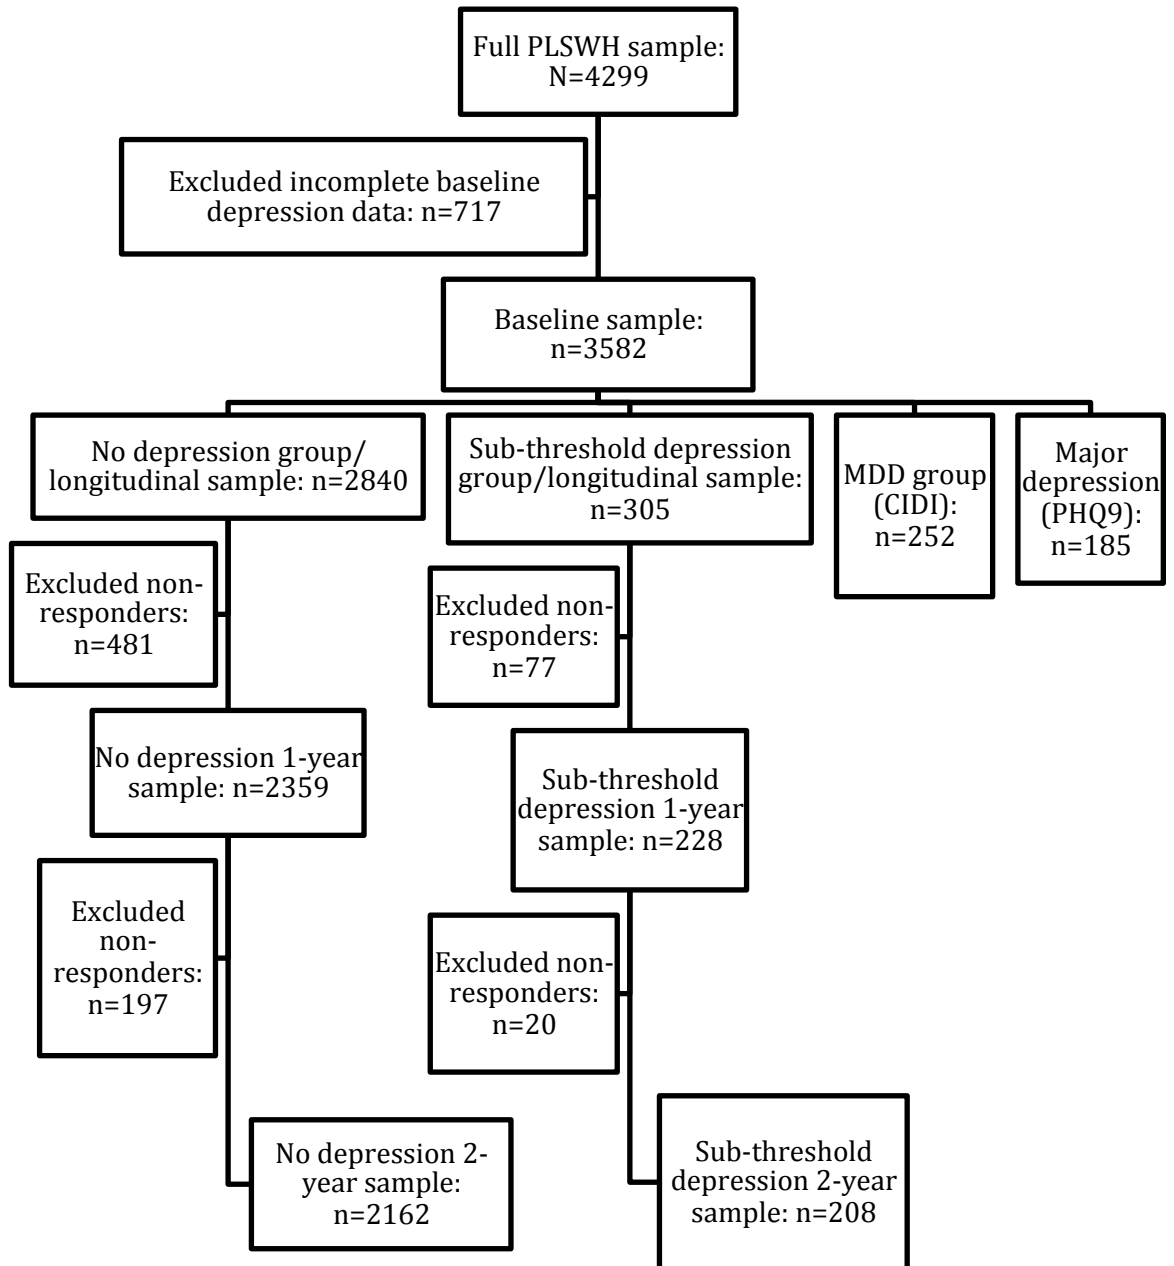 Full PLSWH sample:
N=4299
Excluded incomplete baseline
depression data: n=717
Baseline sample:
n=3582
No depression group/
longitudinal sample: n=2840
Sub-threshold depression
group/longitudinal sample:
n=305
MDD group
(CIDI):
n=252
Major
depression
(PHQ9):
n=185
Excluded non-
responders:
n=481
Excluded non-
responders:
n=77
No depression 1-year
sample: n=2359
Sub-threshold
depression 1-year
sample: n=228
Excluded
non-
responders:
n=197
Excluded non-
responders:
n=20
No depression 2-
year sample:
n=2162
Sub-threshold
depression 2-year
sample: n=208